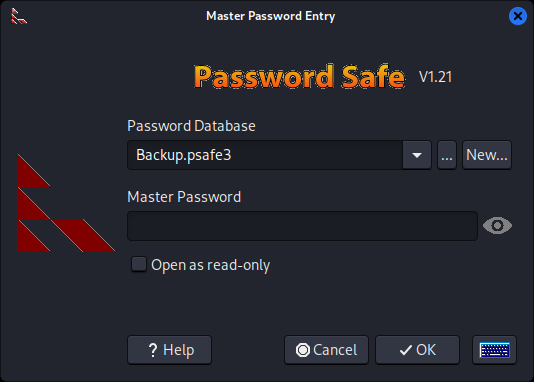 Master Password Entry
Password Safe V1.21
Password Database
Backup.psafe3
... New...
Master Password
Open as read-only
? Help Cancel OK